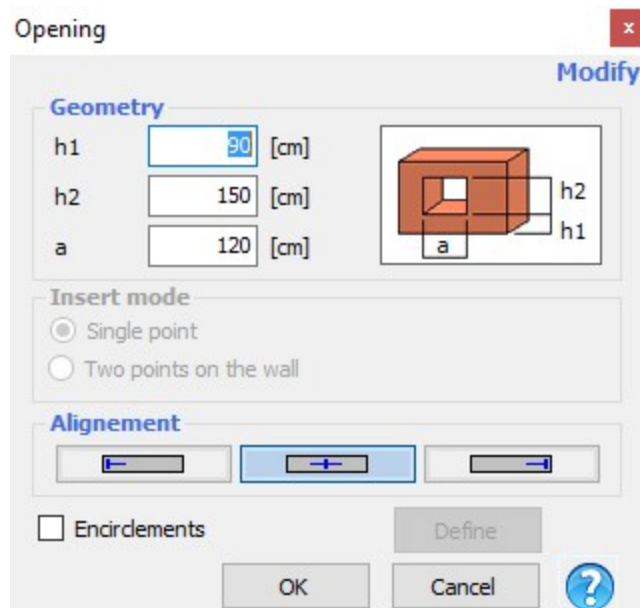 Opening
x
Modify
Geometry
h1 90 [cm]
h2 150 [cm]
a 120 [cm]
h2
h1
a
Insert mode
Single point
Two points on the wall
Alignement
Encirclements
Define
OK
Cancel
?